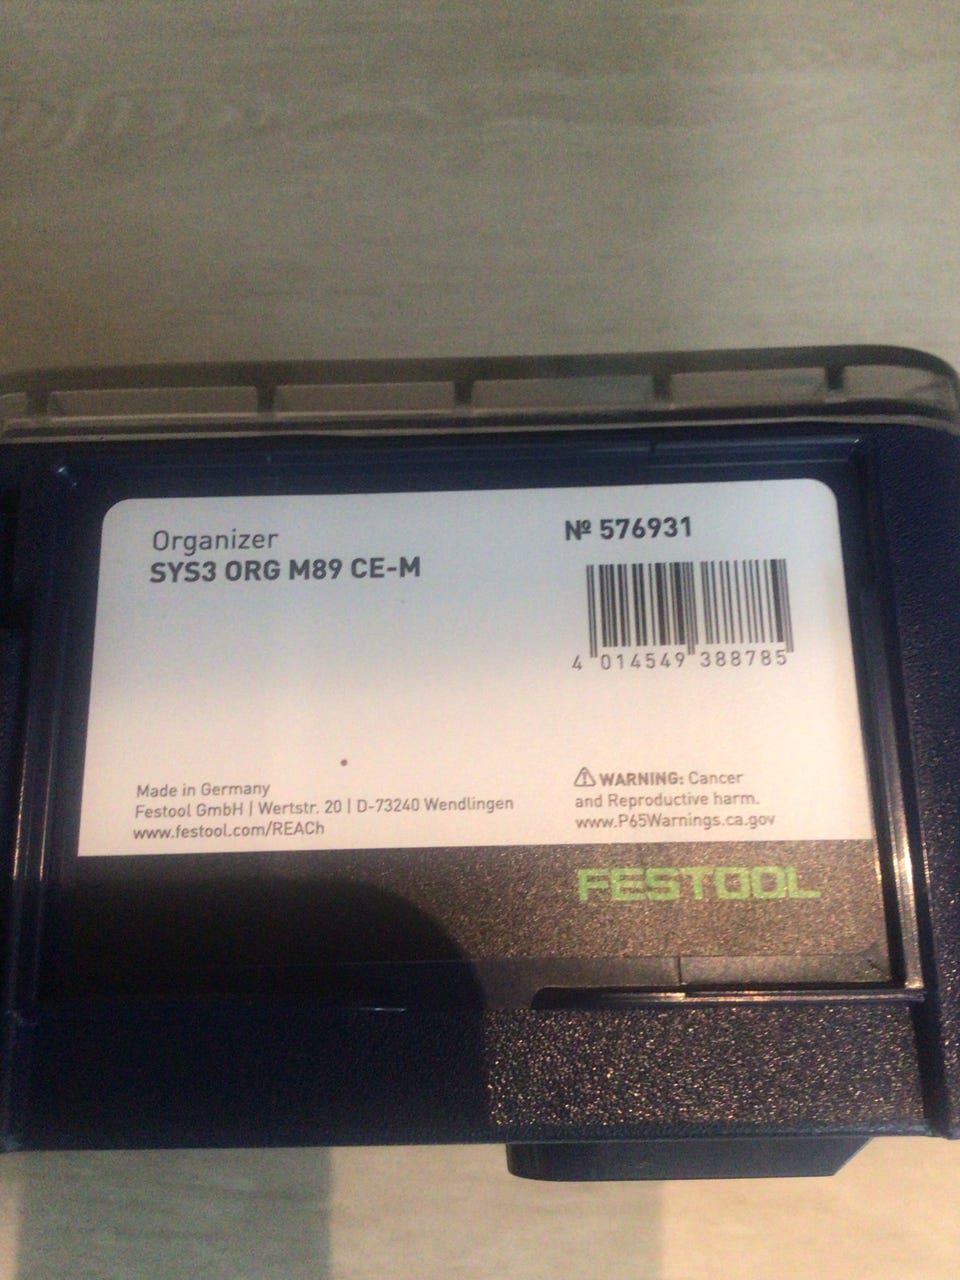 Organizer
SYS3 ORG M89 CE-M
№ 576931
4 014549 388785
Made in Germany
Festool GmbH | Wertstr. 20 | D-73240 Wendlingen
www.festool.com/REACh
WARNING: Cancer
and Reproductive harm.
www.P65Warnings.ca.gov
FESTOOL